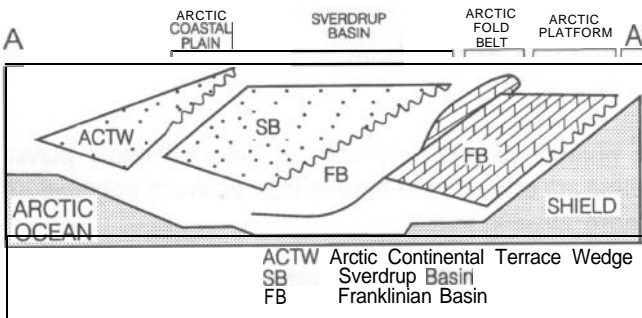 A
ARCTIC
COASTAL
PLAIN
SVERDRUP
BASIN
ARCTIC
FOLD
BELT
ARCTIC
PLATFORM
A
ACTW
SB
FB
FB
ARCTIC
OCEAN
SHIELD
ACTW Arctic Continental Terrace Wedge
SB Sverdrup Basin
FB Franklinian Basin